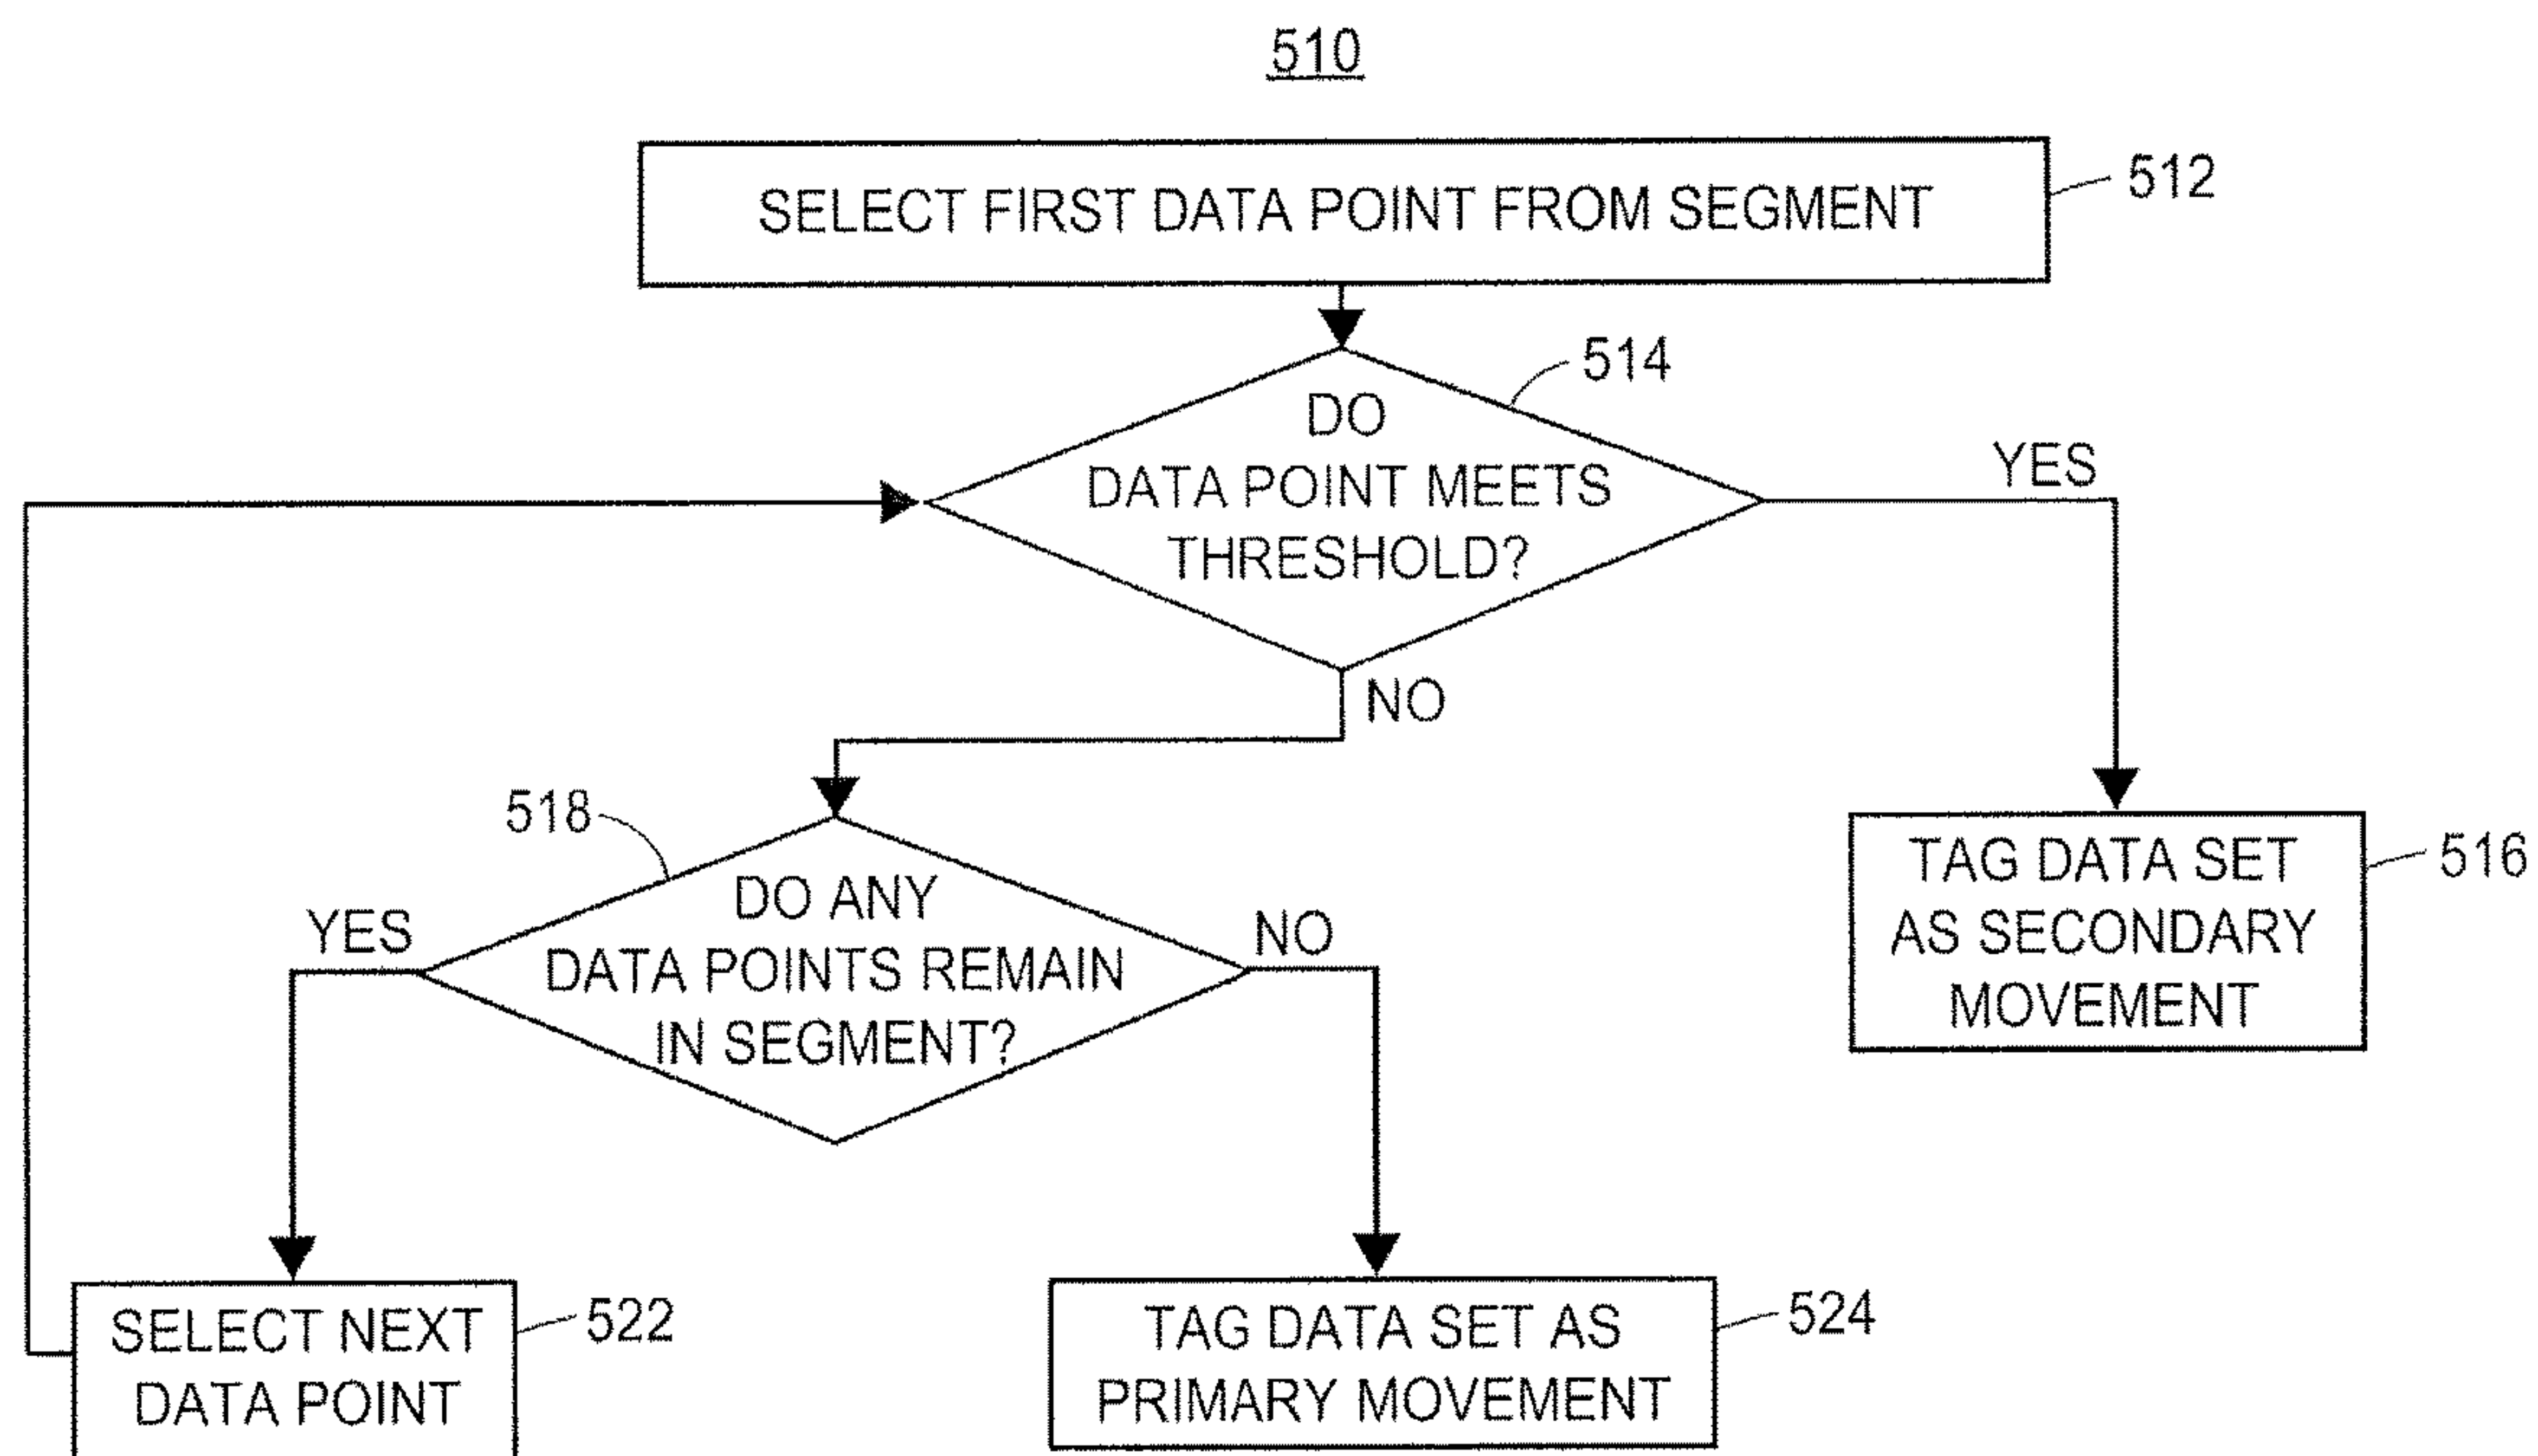 510
SELECT FIRST DATA POINT FROM SEGMENT
512
514
DO
DATA POINT MEETS
THRESHOLD?
YES
NO
518
DO ANY
DATA POINTS REMAIN
IN SEGMENT?
YES
NO
TAG DATA SET
AS SECONDARY
MOVEMENT
516
SELECT NEXT
DATA POINT
522
TAG DATA SET AS
PRIMARY MOVEMENT
524